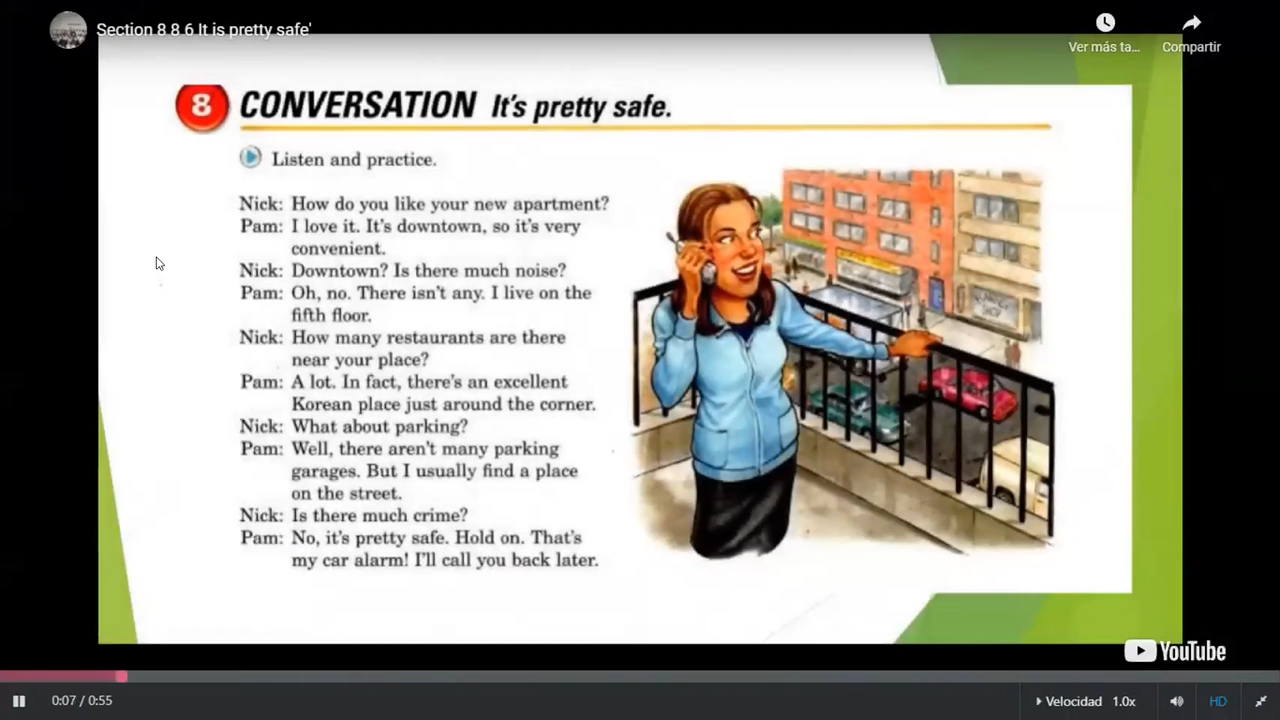 Section 8 8 6 It is pretty safe'
Ver más ta...
Compartir
8 CONVERSATION It's pretty safe.
Listen and practice.
Nick: How do you like your new apartment?
Pam: I love it. It's downtown, so it's very
convenient.
Nick: Downtown? Is there much noise?
Pam: Oh, no. There isn't any. I live on the
fifth floor.
Nick: How many restaurants are there
near your place?
Pam: A lot. In fact, there's an excellent
Korean place just around the corner.
Nick: What about parking?
Pam: Well, there aren't many parking
garages. But I usually find a place
on the street.
Nick: Is there much crime?
Pam: No, it's pretty safe. Hold on. That's
my car alarm! I'll call you back later.
YouTube
0:07 / 0:55
Velocidad 1.0x
HD